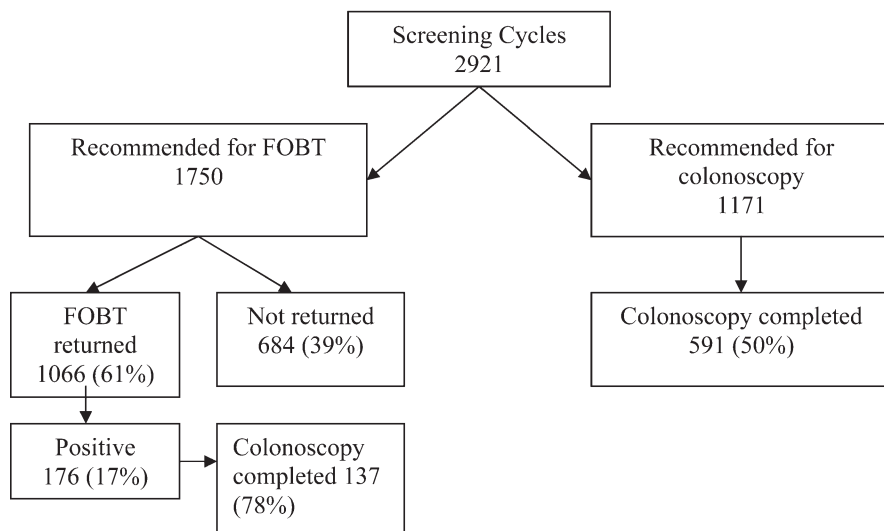 Screening Cycles
2921
Recommended for FOBT
1750
Recommended for
colonoscopy
1171
FOBT
returned
1066 (61%)
Not returned
684 (39%)
Colonoscopy completed
591 (50%)
Positive
176 (17%)
Colonoscopy
completed 137
(78%)